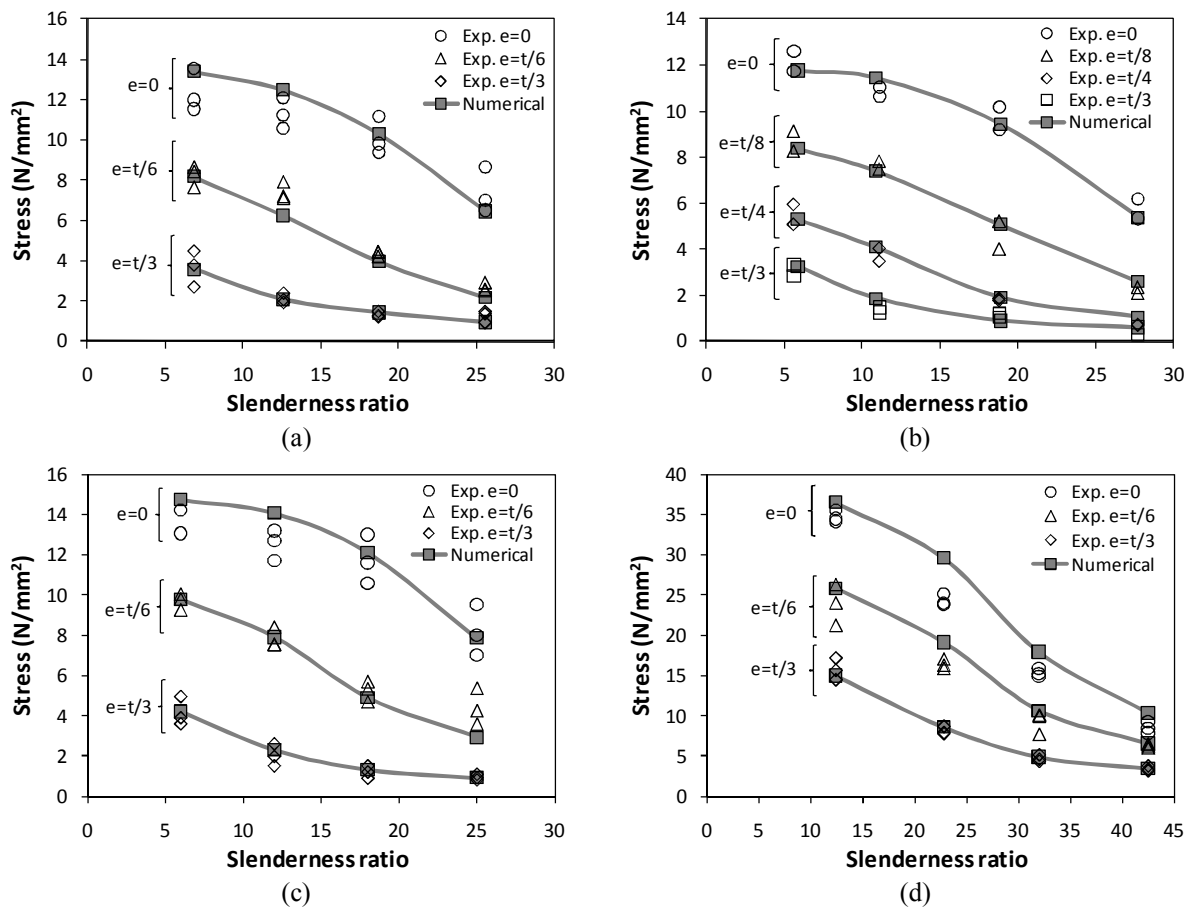 16
14
12
10
8
6
4
2
0
Stress (N/mm²)
e=0
e=t/6
e=t/3
Exp. e=0
Exp. e=t/6
Exp. e=t/3
Numerical
0 5 10 15 20 25 30
Slenderness ratio
(a)
14
12
10
8
6
4
2
0
Stress (N/mm²)
e=0
e=t/8
e=t/4
e=t/3
Exp. e=0
Exp. e=t/8
Exp. e=t/4
Exp. e=t/3
Numerical
0 5 10 15 20 25 30
Slenderness ratio
(b)
16
14
12
10
8
6
4
2
0
Stress (N/mm²)
e=0
e=t/6
e=t/3
Exp. e=0
Exp. e=t/6
Exp. e=t/3
Numerical
0 5 10 15 20 25 30
Slenderness ratio
(c)
40
35
30
25
20
15
10
5
0
Stress (N/mm²)
e=0
e=t/6
e=t/3
Exp. e=0
Exp. e=t/6
Exp. e=t/3
Numerical
0 5 10 15 20 25 30 35 40 45
Slenderness ratio
(d)